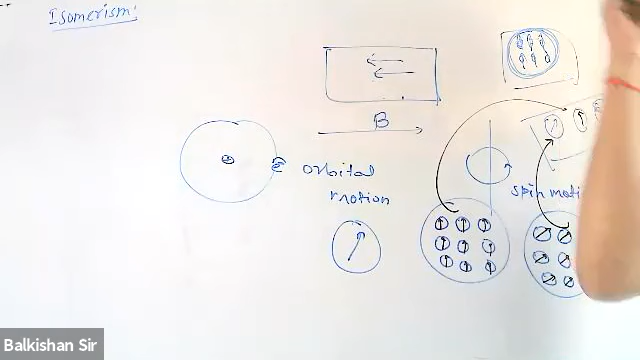 Isomerism:
B
orbital
motion
spin moti
Balkishan Sir